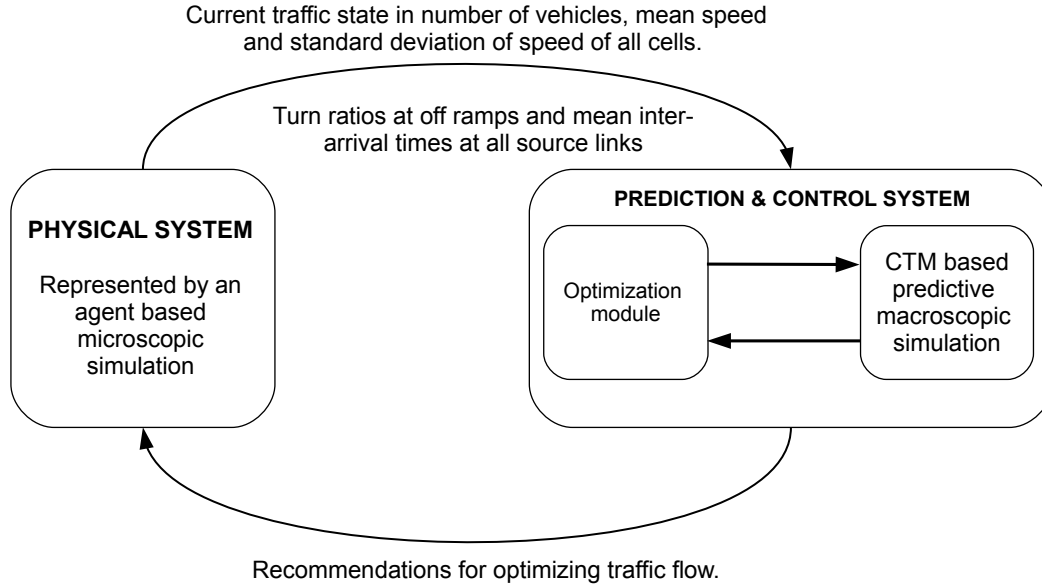 Current traffic state in number of vehicles, mean speed
and standard deviation of speed of all cells.
Turn ratios at off ramps and mean inter-
arrival times at all source links
PHYSICAL SYSTEM
Represented by an
agent based
microscopic
simulation
PREDICTION & CONTROL SYSTEM
Optimization
module
CTM based
predictive
macroscopic
simulation
Recommendations for optimizing traffic flow.